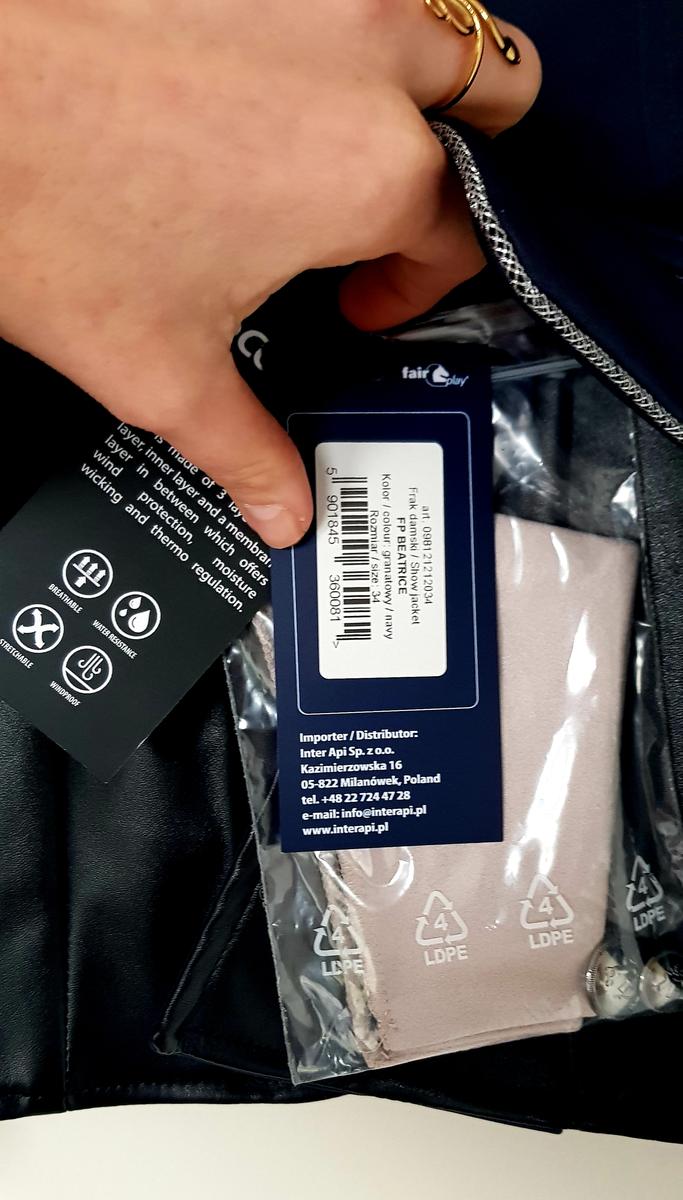 fair play
art. 098121212034
Frak damski / Show jacket
FP BEATRICE
Kolor / colour: granatowy / navy
Rozmiar / size: 34
5 901845 360081 >
Importer / Distributor:
Inter Api Sp. z o.o.
Kazimierzowska 16
05-822 Milanówek, Poland
tel. +48 22 724 47 28
e-mail: info@interapi.pl
www.interapi.pl
is made of 3
layer, inner layer and a
layer in between which offers
wind protection, moisture
wicking and thermo regulation.
BREATHABLE
WATER RESISTANCE
STRETCHABLE
WINDPROOF
4
LDPE
4
LDPE
4
LDPE
4
LDPE